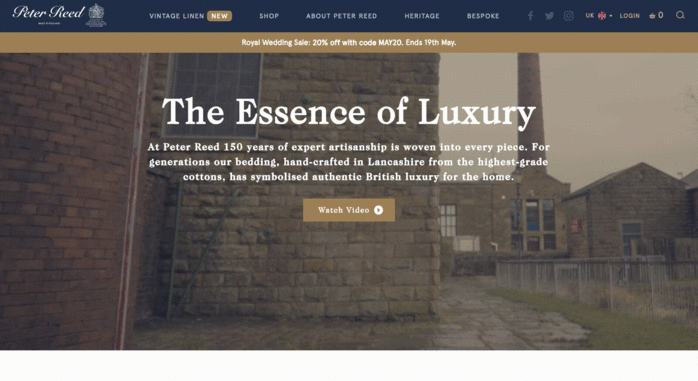 Peter Reed
VINTAGE LINEN NEW
SHOP
ABOUT PETER REED
HERITAGE
BESPOKE
UK
LOGIN
0
Royal Wedding Sale: 20% off with code MAY20. Ends 19th May.
The Essence of Luxury
At Peter Reed 150 years of expert artisanship is woven into every piece. For
generations our bedding, hand-crafted in Lancashire from the highest-grade
cottons, has symbolised authentic British luxury for the home.
Watch Video